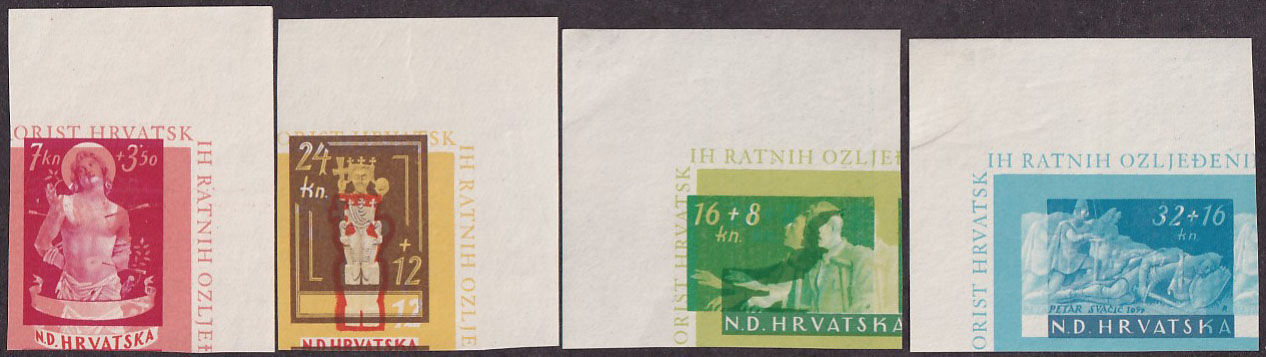 ORIST HRVATSK
7 kn +3·50
IH RATNIH OZLJE
N.D. HRVATSKA
ORIST HRVATSK
24
kn.
+
12
12
IH RATNIH OZLJE
N.D. HRVATSKA
IH RATNIH OZLJE
ORIST HRVATSK
16 + 8
kn.
N.D. HRVATSKA
IH RATNIH OZLJEĐENI
ORIST HRVATSK
32 + 16
kn.
PETAR SVAČIĆ 1097
N.D. HRVATSKA